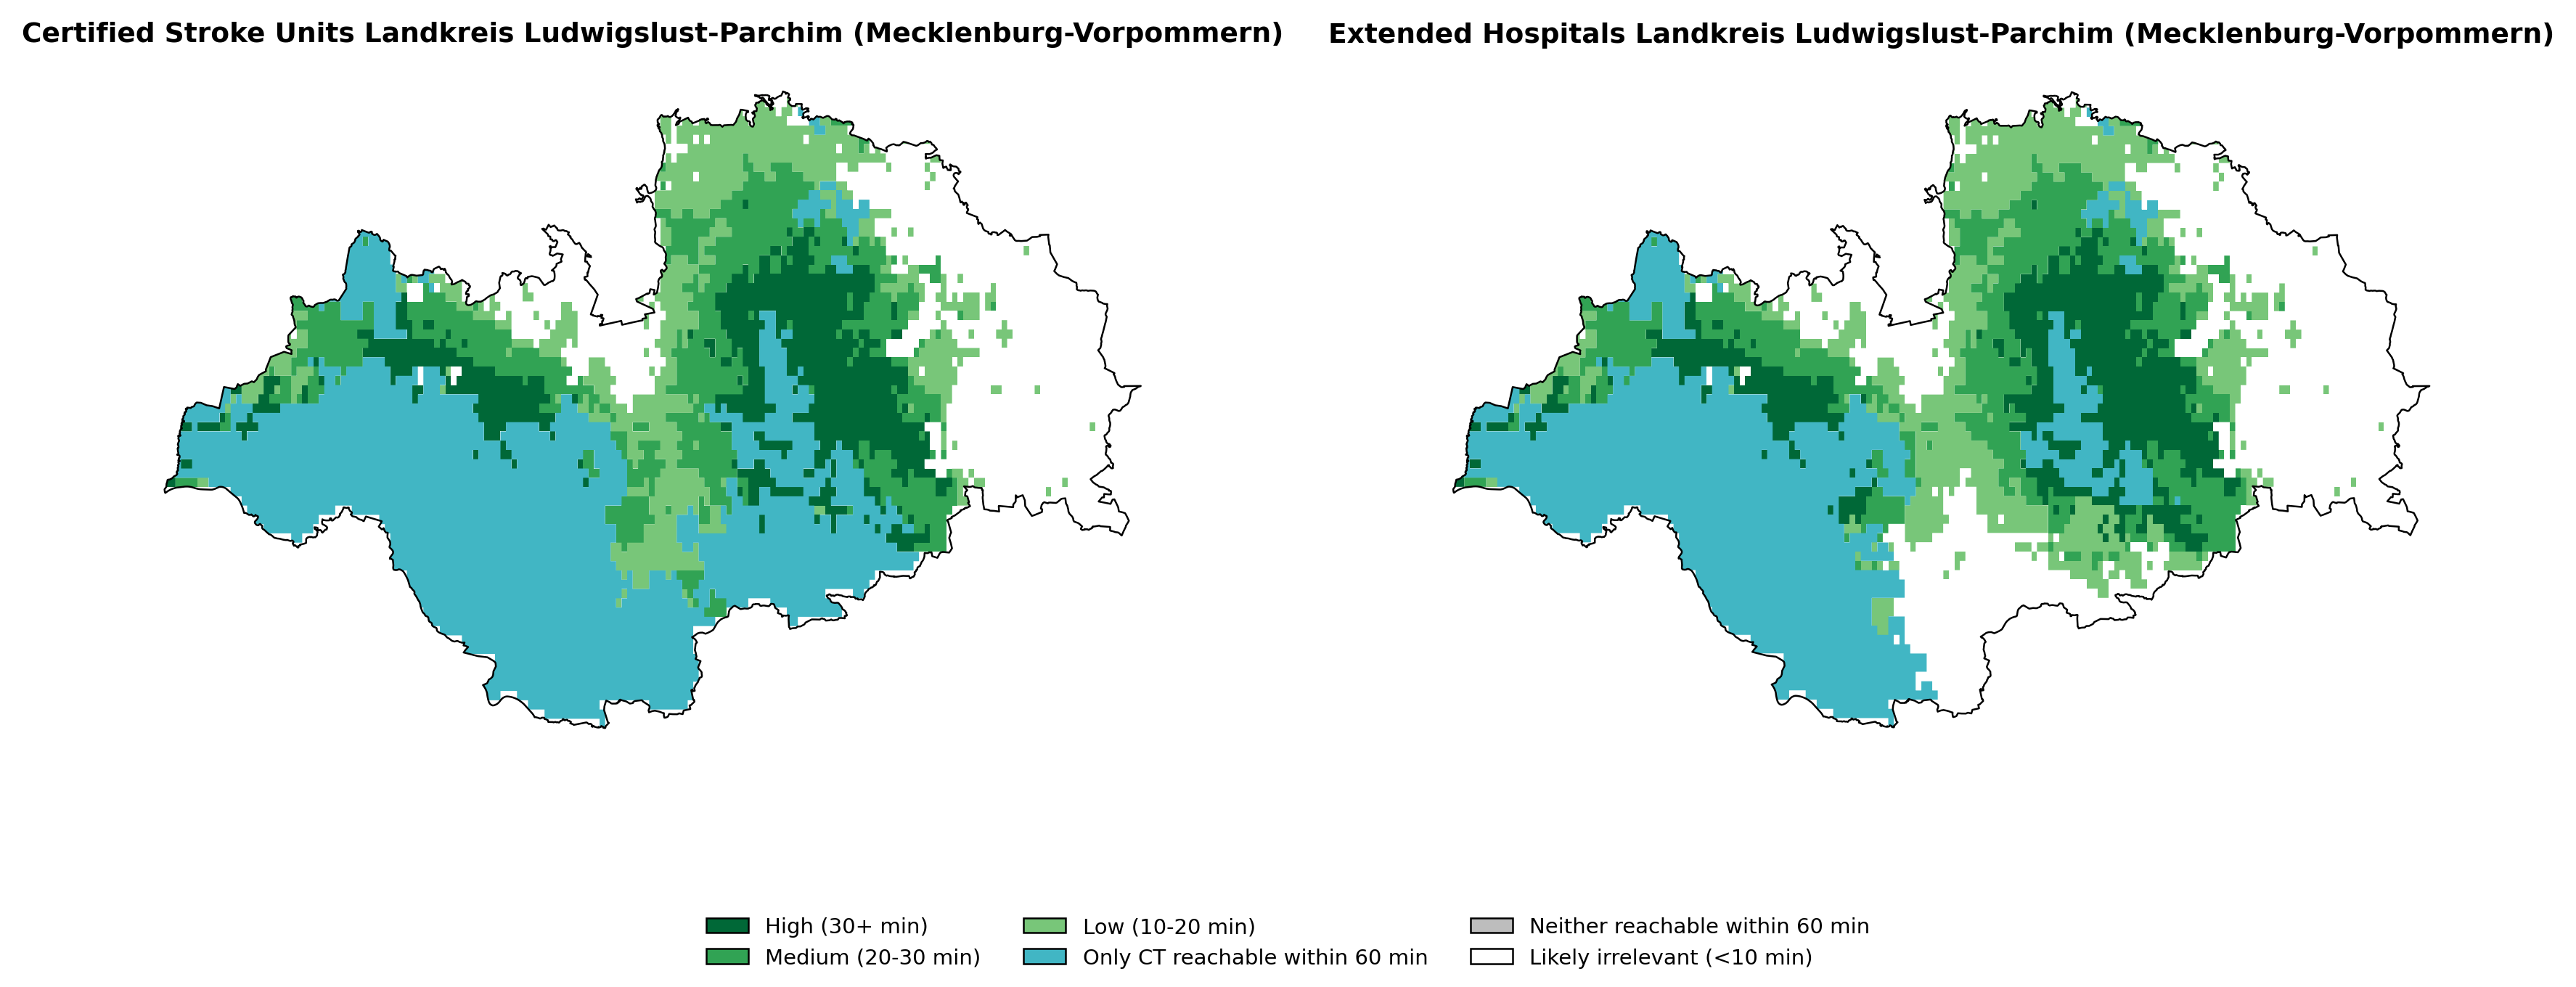 Certified Stroke Units Landkreis Ludwigslust-Parchim (Mecklenburg-Vorpommern)
Extended Hospitals Landkreis Ludwigslust-Parchim (Mecklenburg-Vorpommern)
High (30+ min)
Medium (20-30 min)
Low (10-20 min)
Only CT reachable within 60 min
Neither reachable within 60 min
Likely irrelevant (<10 min)